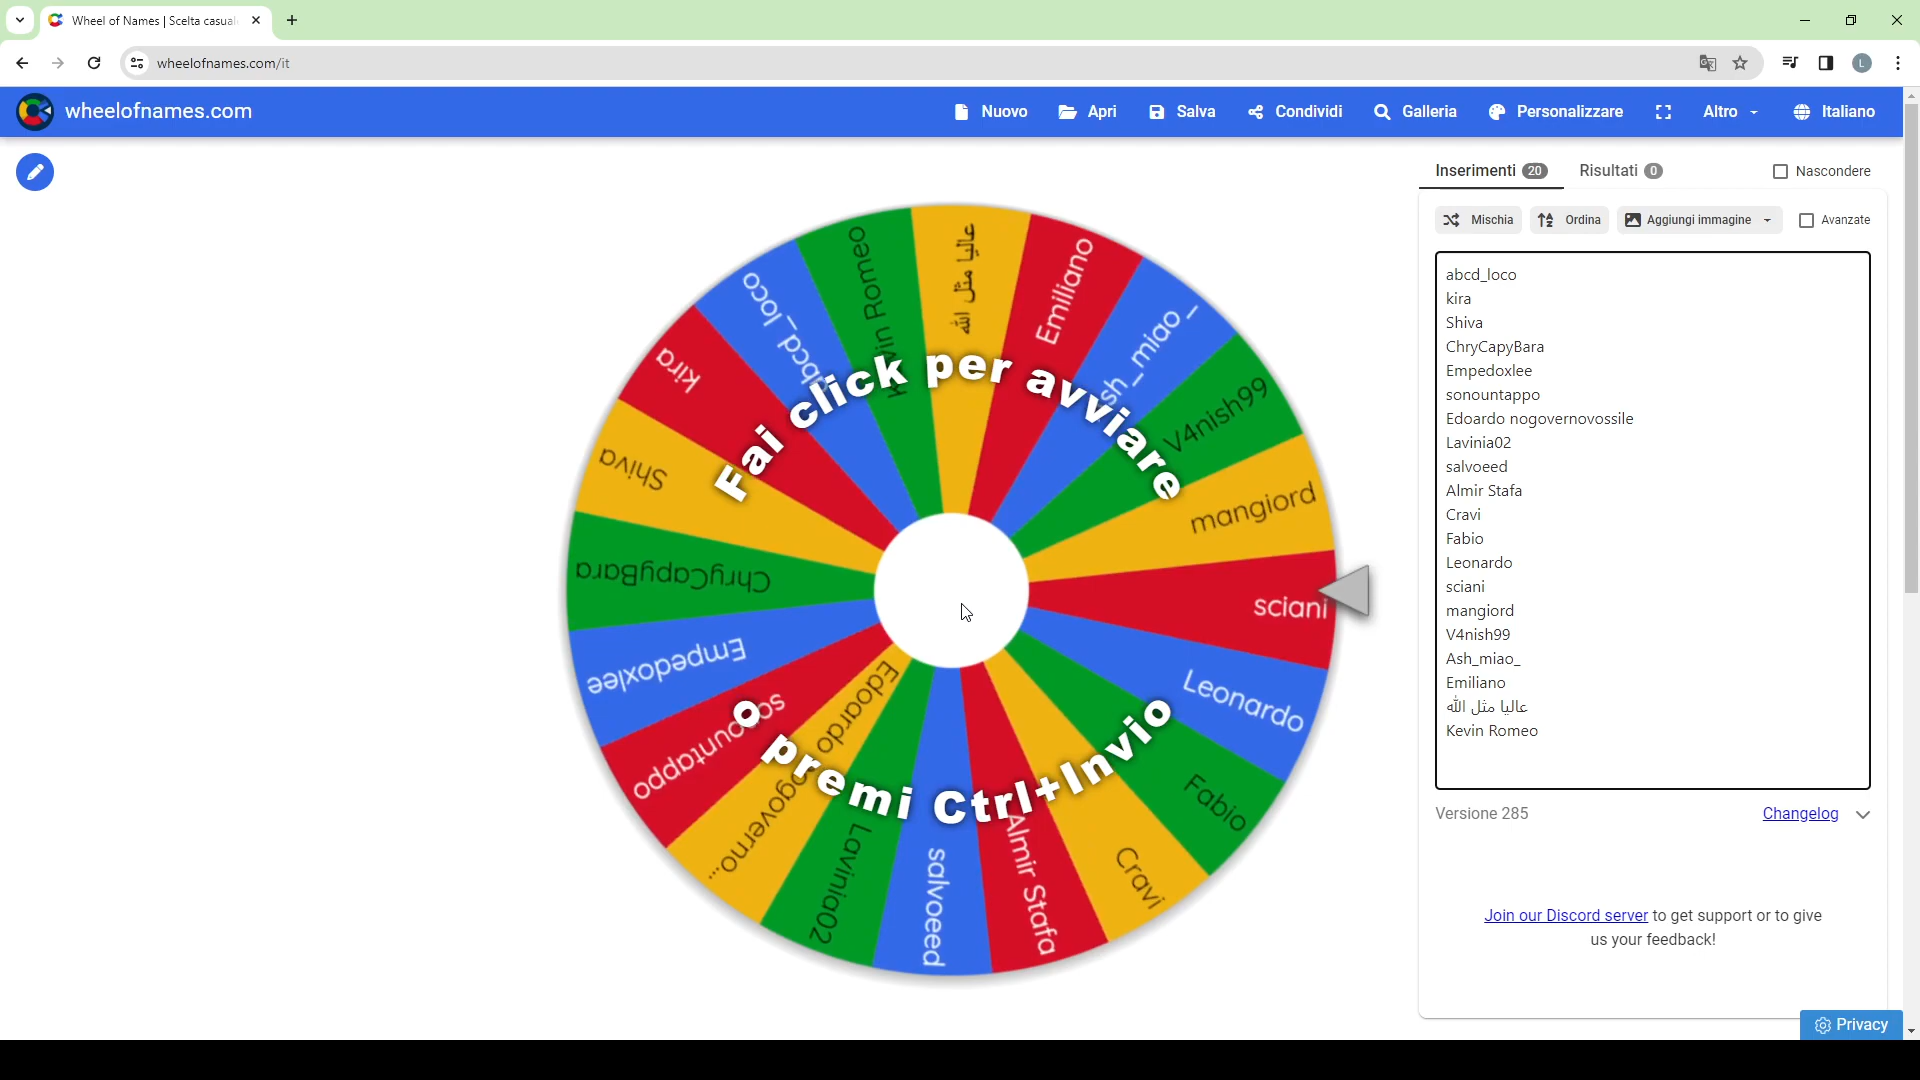 Wheel of Names | Scelta casual
wheelofnames.com/it
L
wheelofnames.com
Nuovo
Apri
Salva
Condividi
Galleria
Personalizzare
Altro
Italiano
Inserimenti 20
Risultati 0
Nascondere
Mischia
Ordina
Aggiungi immagine
Avanzate
abcd_loco
kira
Shiva
ChryCapyBara
Empedoxlee
sonountappo
Edoardo nogovernovossile
Lavinia02
salvoeed
Almir Stafa
Cravi
Fabio
Leonardo
sciani
mangiord
V4nish99
Ash_miao_
Emiliano
عاليا مثل الله
Kevin Romeo
Versione 285
Changelog
Join our Discord server to get support or to give
us your feedback!
Privacy
Fai click per avviare
o premi Ctrl+Invio
عاليا مثل الله
Emiliano
sh_miao_
V4nish99
mangiord
sciani
Leonardo
Fabio
Cravi
Almir Stafa
salvoeed
Lavinia02
Edoardo
Empedoxlee
ChryCapyBara
Shiva
kira
abcd_loco
Kevin Romeo